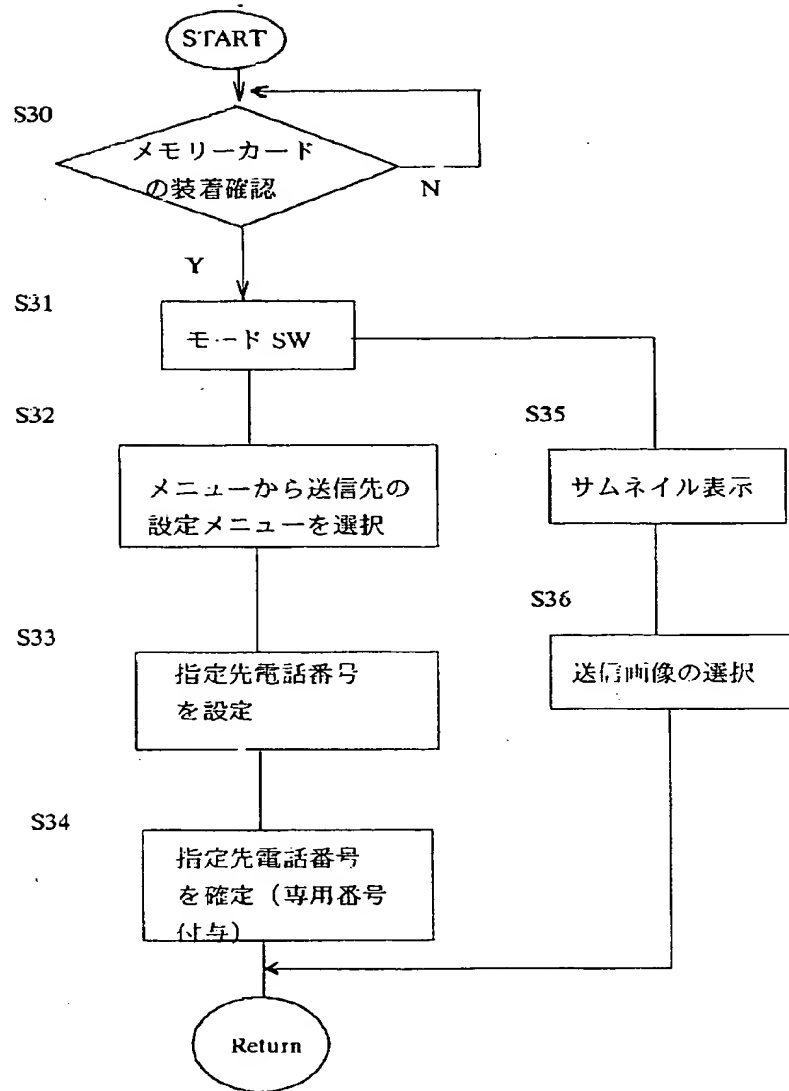 START
S30
メモリーカード
の装着確認
N
Y
S31
モード SW
S32
メニューから送信先の
設定メニューを選択
S33
指定先電話番号
を設定
S34
指定先電話番号
を確定（専用番号
付与）
S35
サムネイル表示
S36
送信画像の選択
Return